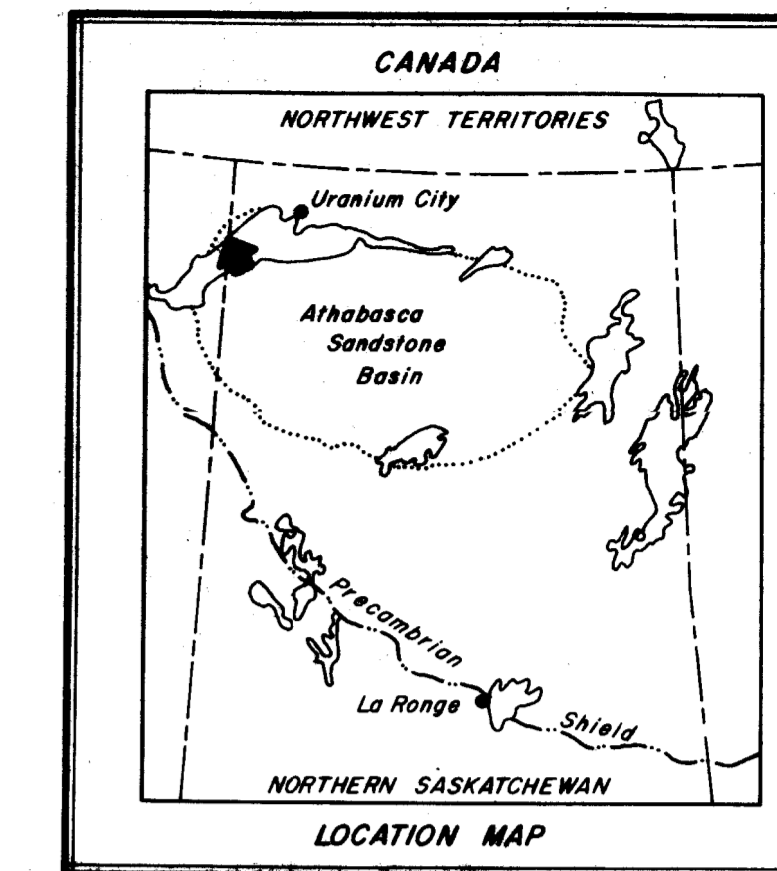 CANADA
NORTHWEST TERRITORIES
Uranium City
Athabasca
Sandstone
Basin
Precambrian
La Ronge
Shield
NORTHERN SASKATCHEWAN
LOCATION MAP